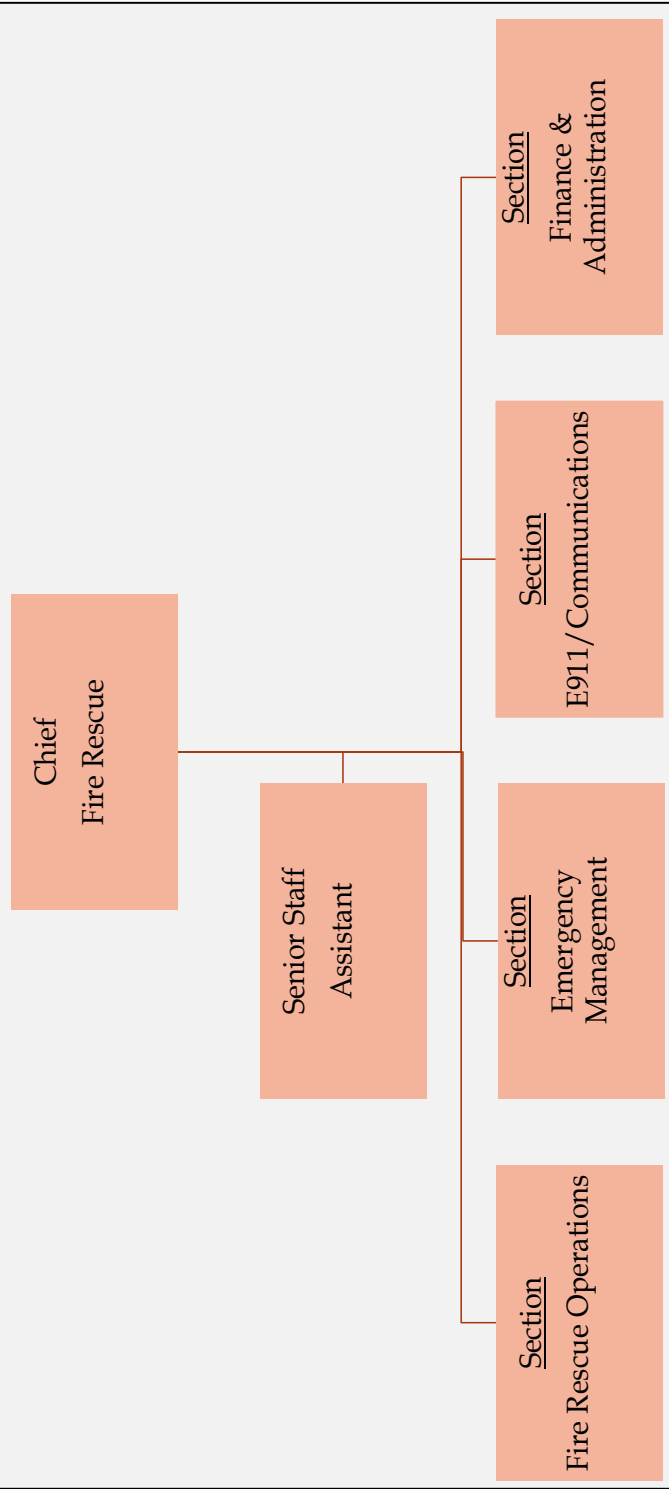 Chief
Fire Rescue
Senior Staff
Assistant
Section
Fire Rescue Operations
Section
Emergency
Management
Section
E911/Communications
Section
Finance &
Administration